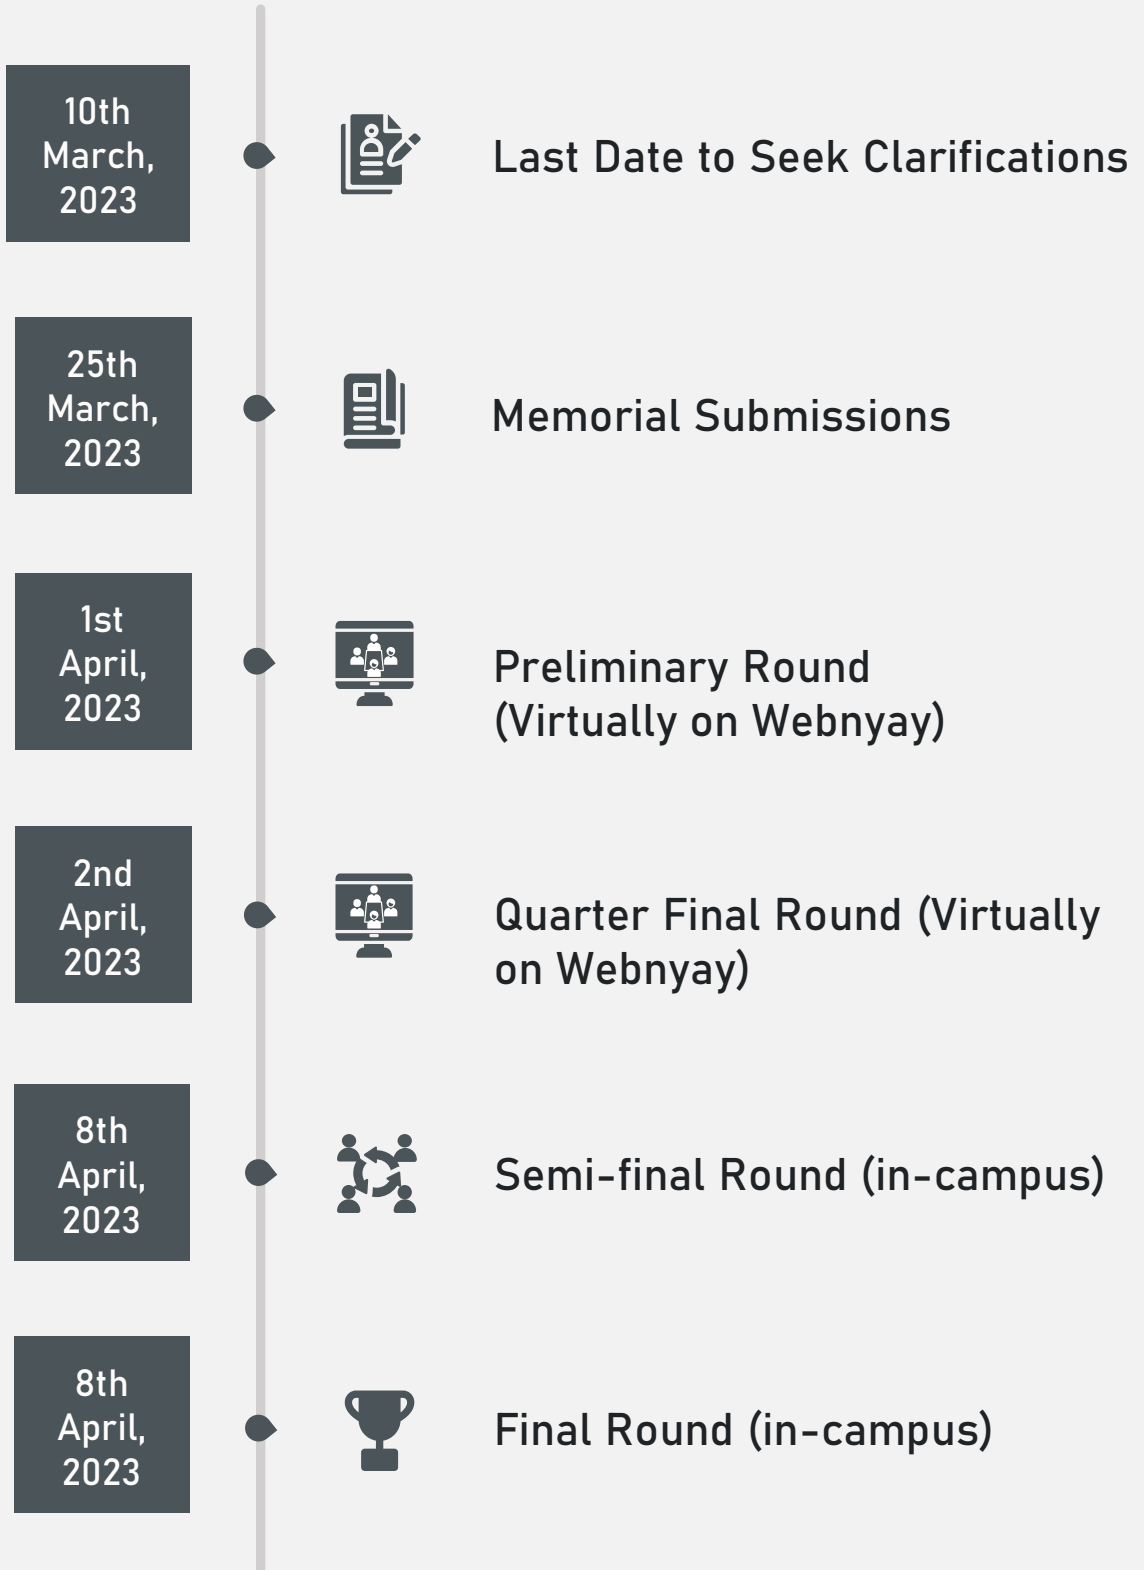 10th
March,
2023
Last Date to Seek Clarifications
25th
March,
2023
Memorial Submissions
1st
April,
2023
Preliminary Round
(Virtually on Webnyay)
2nd
April,
2023
Quarter Final Round (Virtually
on Webnyay)
8th
April,
2023
Semi-final Round (in-campus)
8th
April,
2023
Final Round (in-campus)